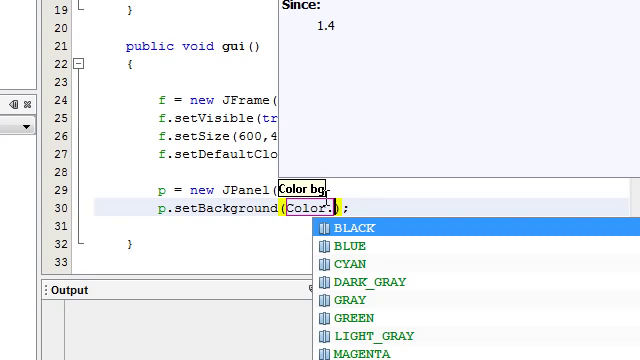 Since:
1.4
19 }
20
21 public void gui()
22 {
23
24 f = new JFrame(
25 f.setVisible(tr
26 f.setSize(600,4
27 f.setDefaultClo
28
29 p = new JPanel(
Color bg
30 p.setBackground(Color.);
31
32 }
33
BLACK
BLUE
CYAN
DARK_GRAY
GRAY
GREEN
LIGHT_GRAY
MAGENTA
Output